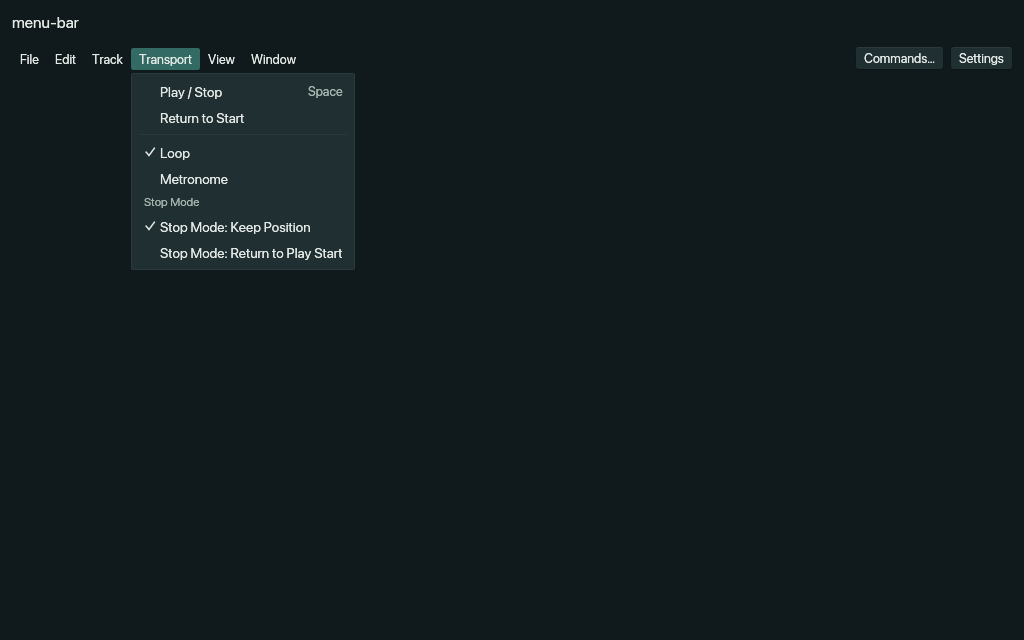 menu-bar
File Edit Track Transport View Window Commands... Settings
Play / Stop Space
Return to Start
Loop
Metronome
Stop Mode
Stop Mode: Keep Position
Stop Mode: Return to Play Start